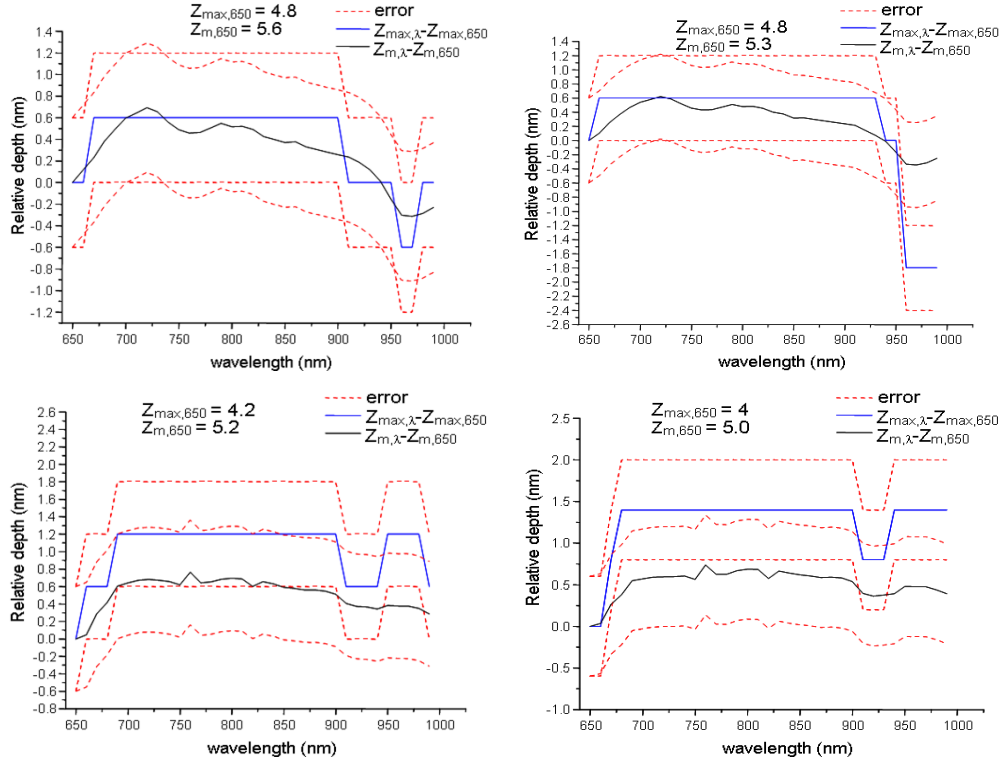 Zmax,650 = 4.8
Zm,650 = 5.6
error
Zmax,λ-Zmax,650
Zm,λ-Zm,650
1.4
1.2
1.0
0.8
0.6
0.4
0.2
0.0
-0.2
-0.4
-0.6
-0.8
-1.0
-1.2
Relative depth (nm)
650 700 750 800 850 900 950 1000
wavelength (nm)
Zmax,650 = 4.8
Zm,650 = 5.3
error
Zmax,λ-Zmax,650
Zm,λ-Zm,650
1.4
1.2
1.0
0.8
0.6
0.4
0.2
0.0
-0.2
-0.4
-0.6
-0.8
-1.0
-1.2
-1.4
-1.6
-1.8
-2.0
-2.2
-2.4
-2.6
Relative depth (nm)
650 700 750 800 850 900 950 1000
wavelength (nm)
Zmax,650 = 4.2
Zm,650 = 5.2
error
Zmax,λ-Zmax,650
Zm,λ-Zm,650
2.6
2.4
2.2
2.0
1.8
1.6
1.4
1.2
1.0
0.8
0.6
0.4
0.2
0.0
-0.2
-0.4
-0.6
-0.8
Relative depth (nm)
650 700 750 800 850 900 950 1000
wavelength (nm)
Zmax,650 = 4
Zm,650 = 5.0
error
Zmax,λ-Zmax,650
Zm,λ-Zm,650
2.5
2.0
1.5
1.0
0.5
0.0
-0.5
-1.0
Relative depth (nm)
650 700 750 800 850 900 950 1000
wavelength (nm)